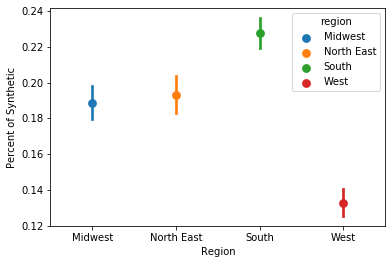 0.24
0.22
0.20
0.18
0.16
0.14
0.12
Percent of Synthetic
region
Midwest
North East
South
West
Midwest North East South West
Region